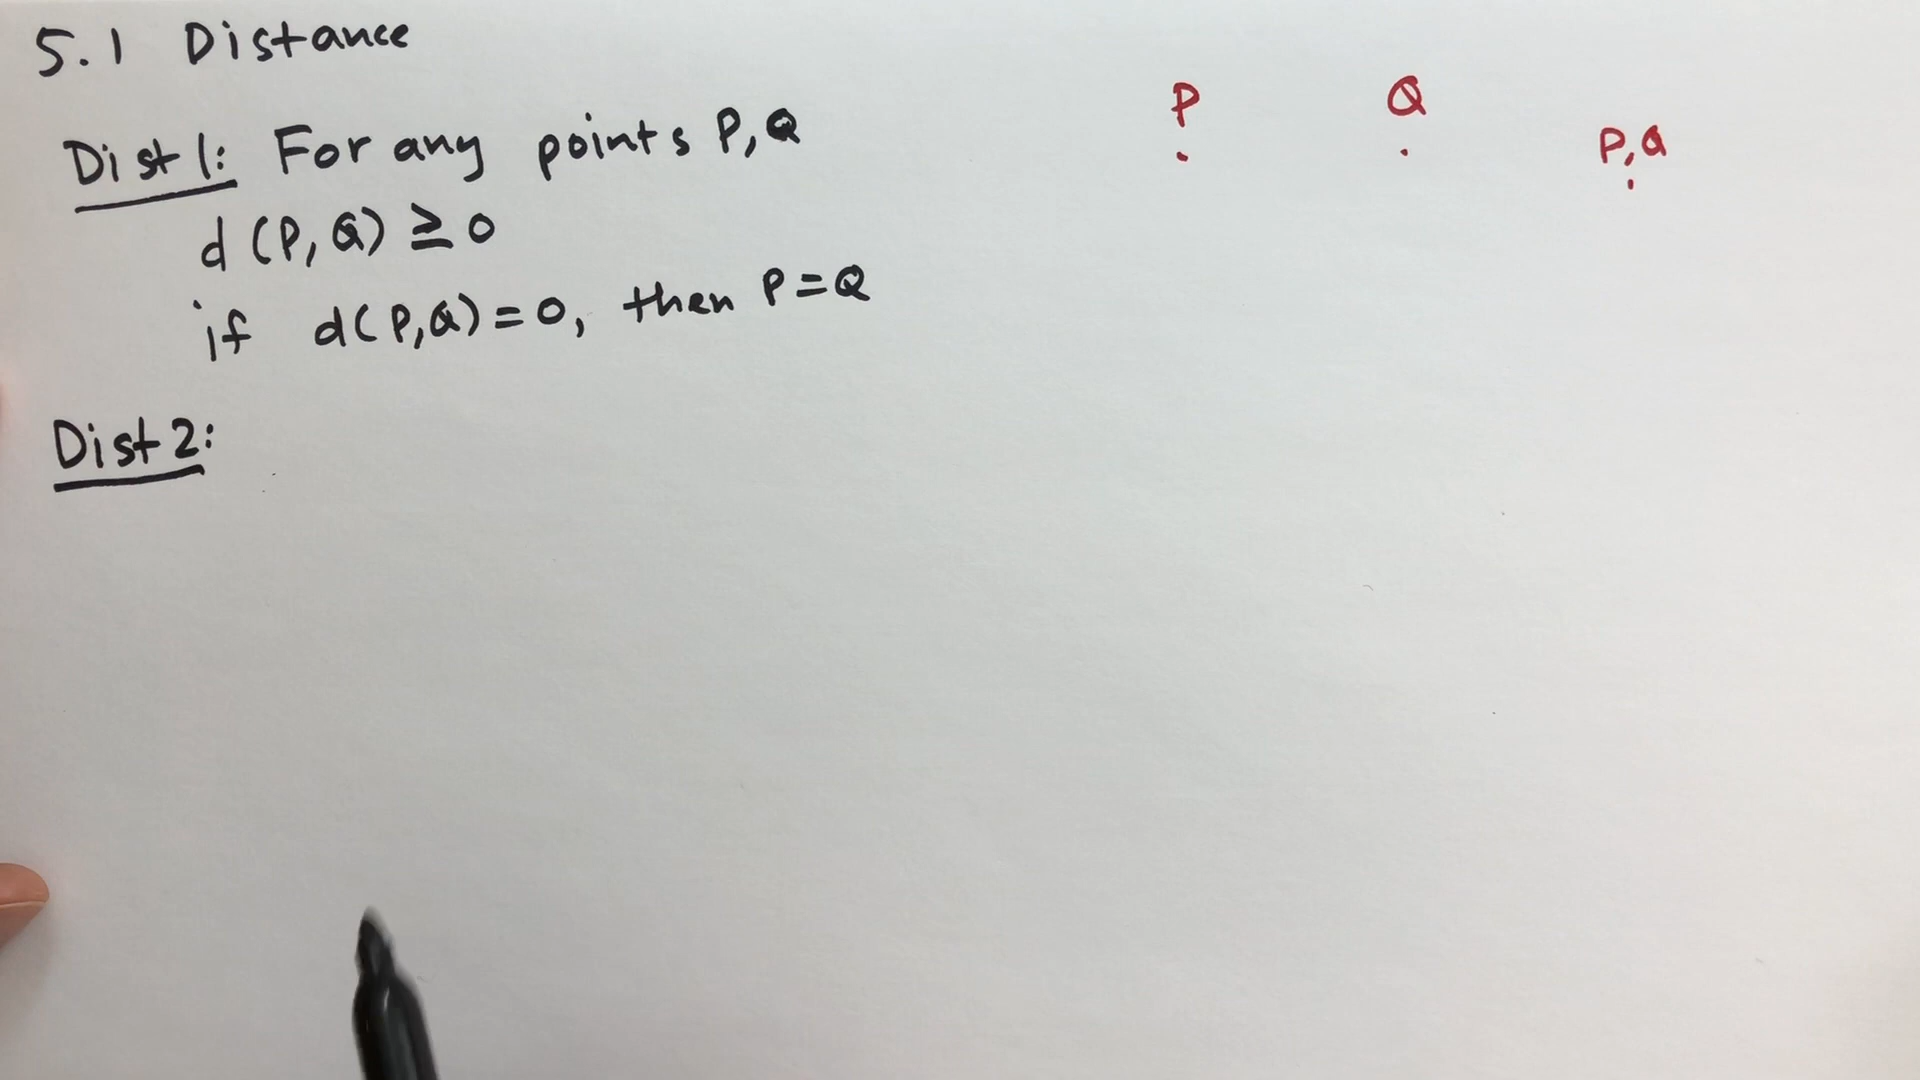 5.1 Distance
Dist 1: For any points P, Q
d(P, Q) ≥ 0
if d(P,Q) = 0, then P = Q
Dist 2:
P Q
P,Q